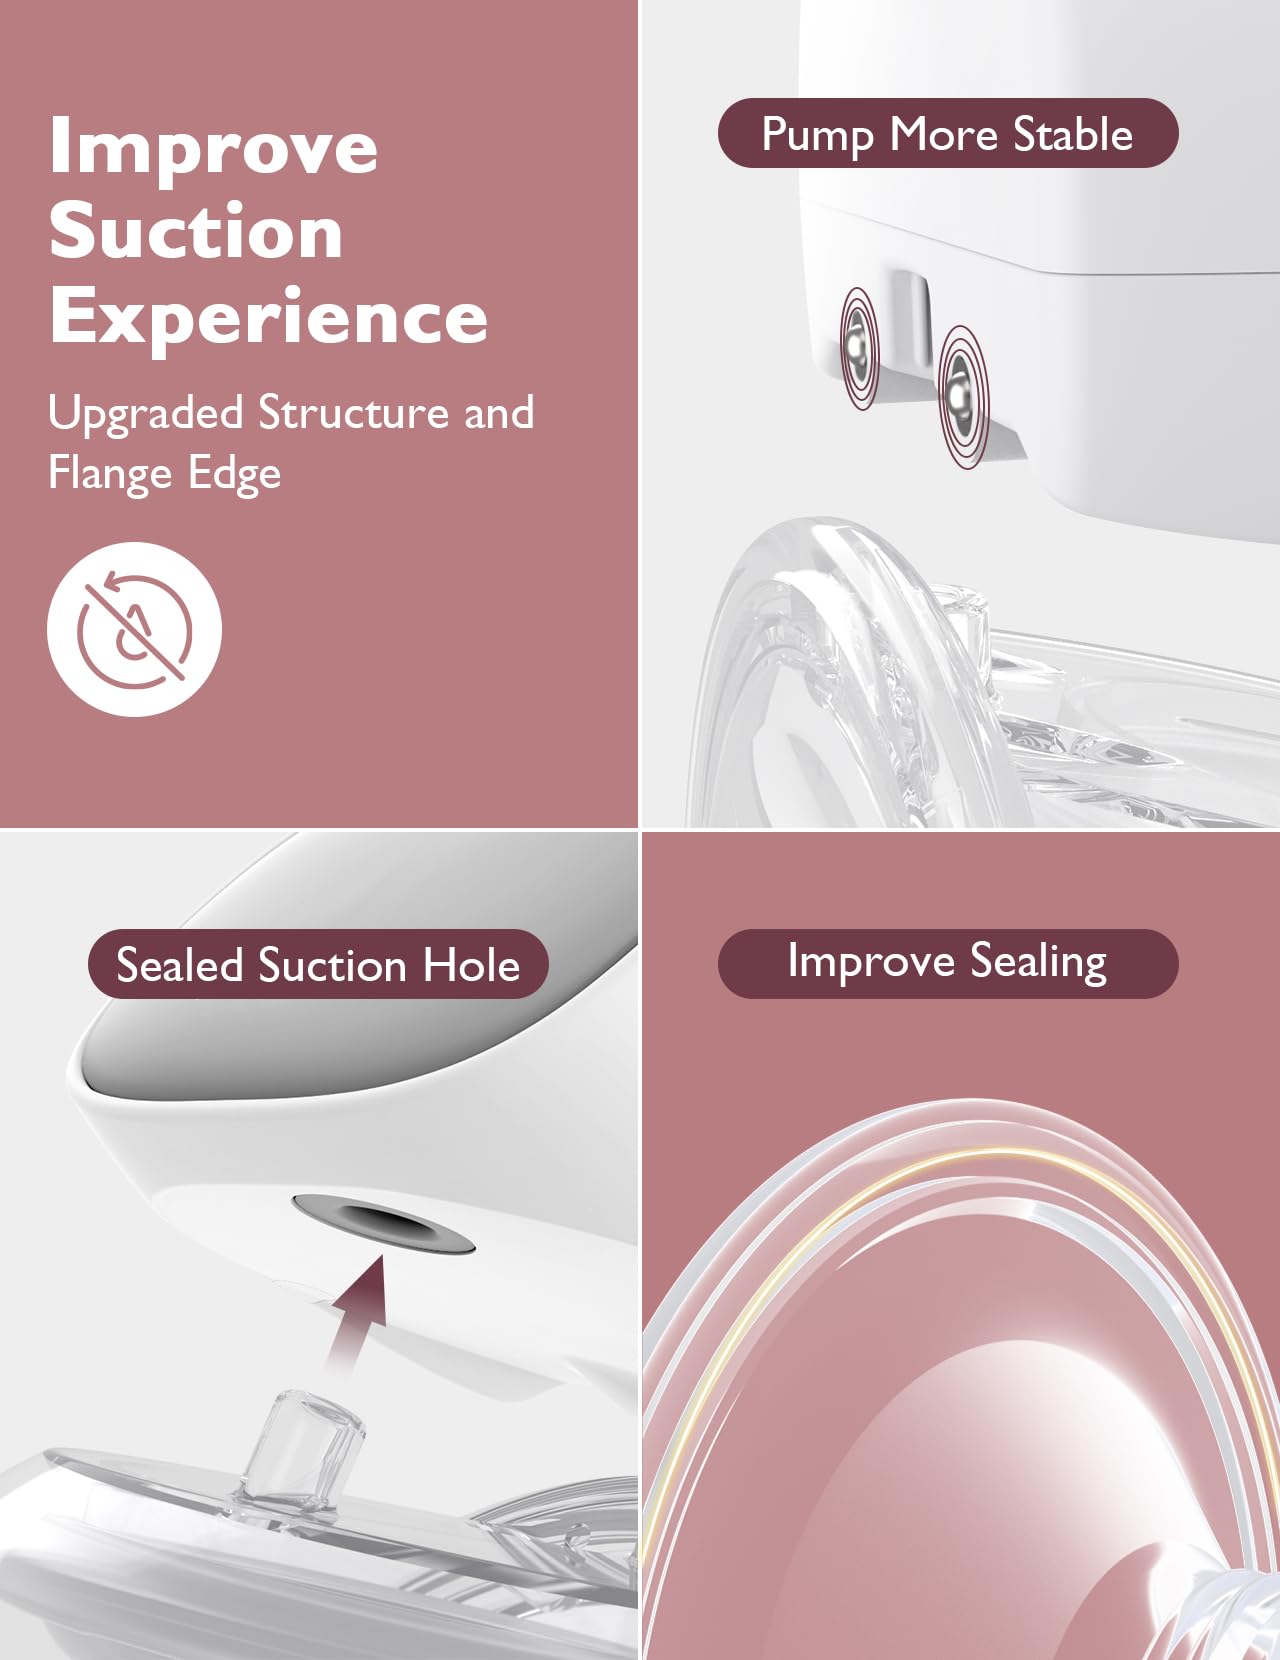 Improve
Suction
Experience
Upgraded Structure and
Flange Edge
Pump More Stable
Sealed Suction Hole
Improve Sealing